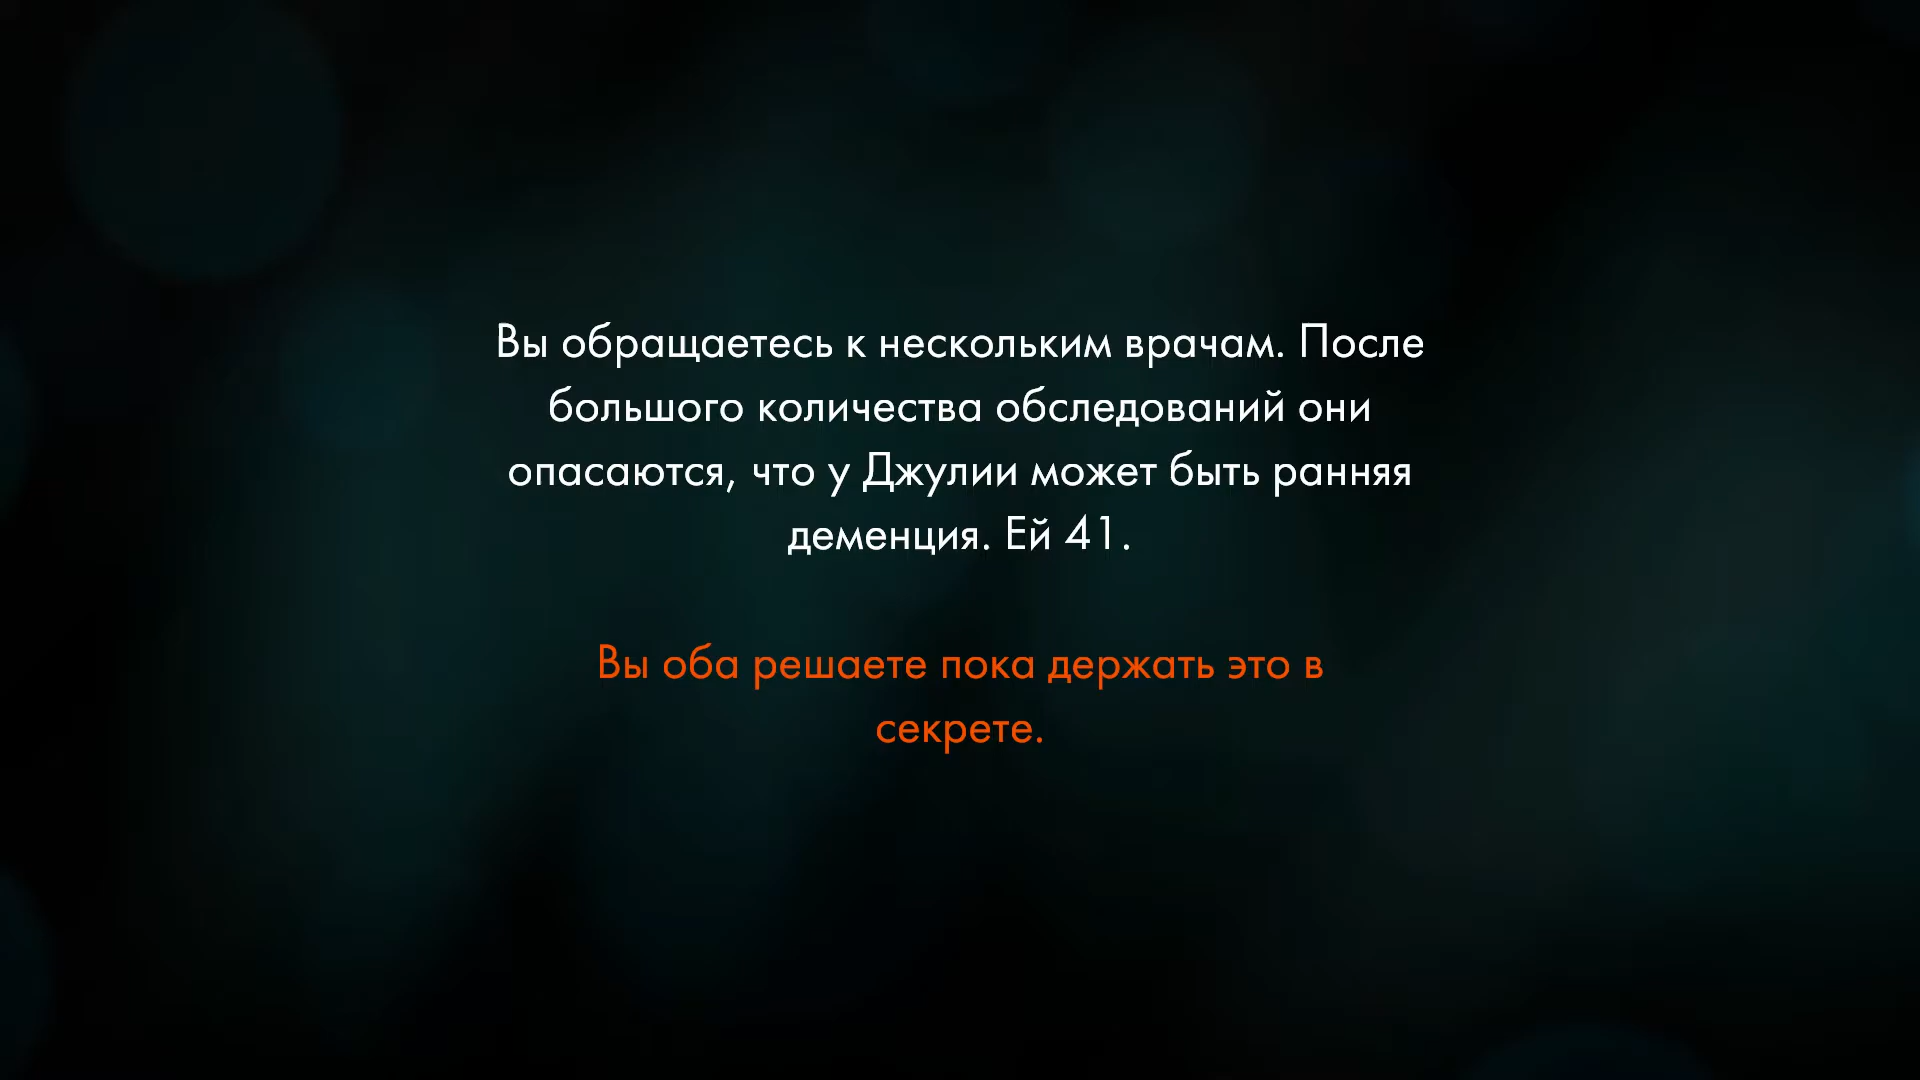 Вы обращаетесь к нескольким врачам. После
большого количества обследований они
опасаются, что у Джулии может быть ранняя
деменция. Ей 41.
Вы оба решаете пока держать это в
секрете.